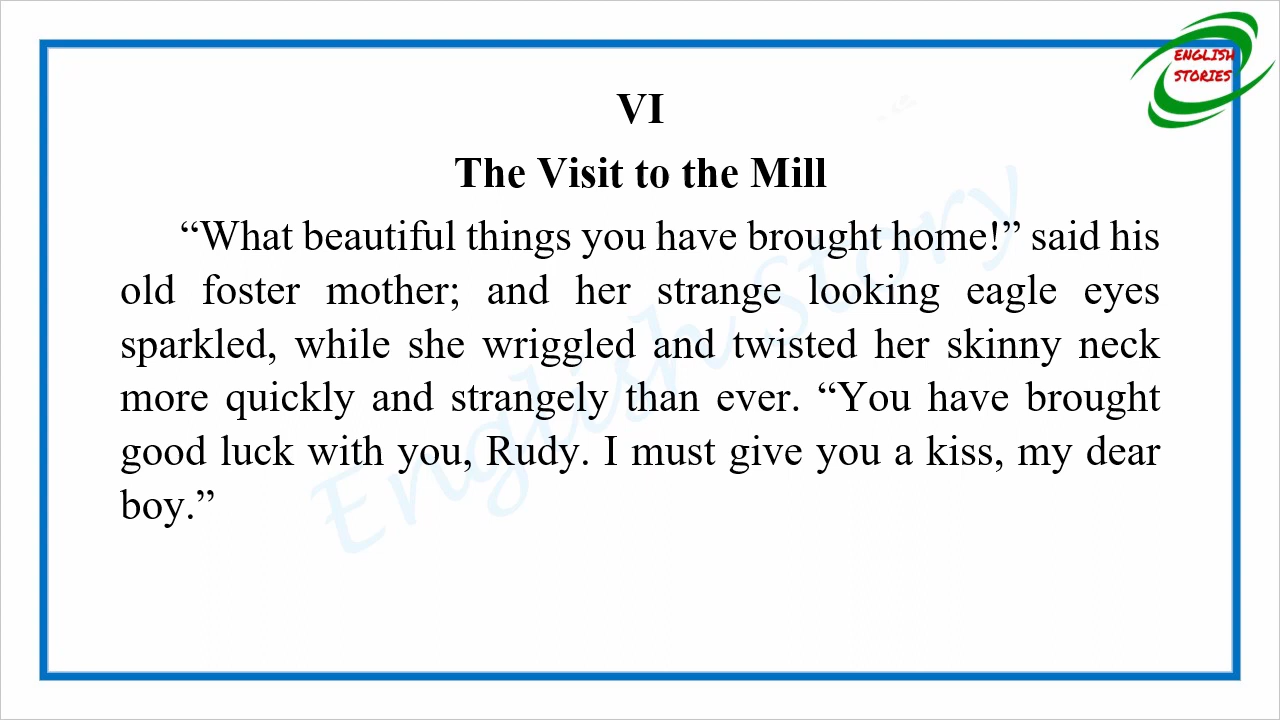 ENGLISH
STORIES
VI
The Visit to the Mill
“What beautiful things you have brought home!” said his
old foster mother; and her strange looking eagle eyes
sparkled, while she wriggled and twisted her skinny neck
more quickly and strangely than ever. “You have brought
good luck with you, Rudy. I must give you a kiss, my dear
boy.”
English Story